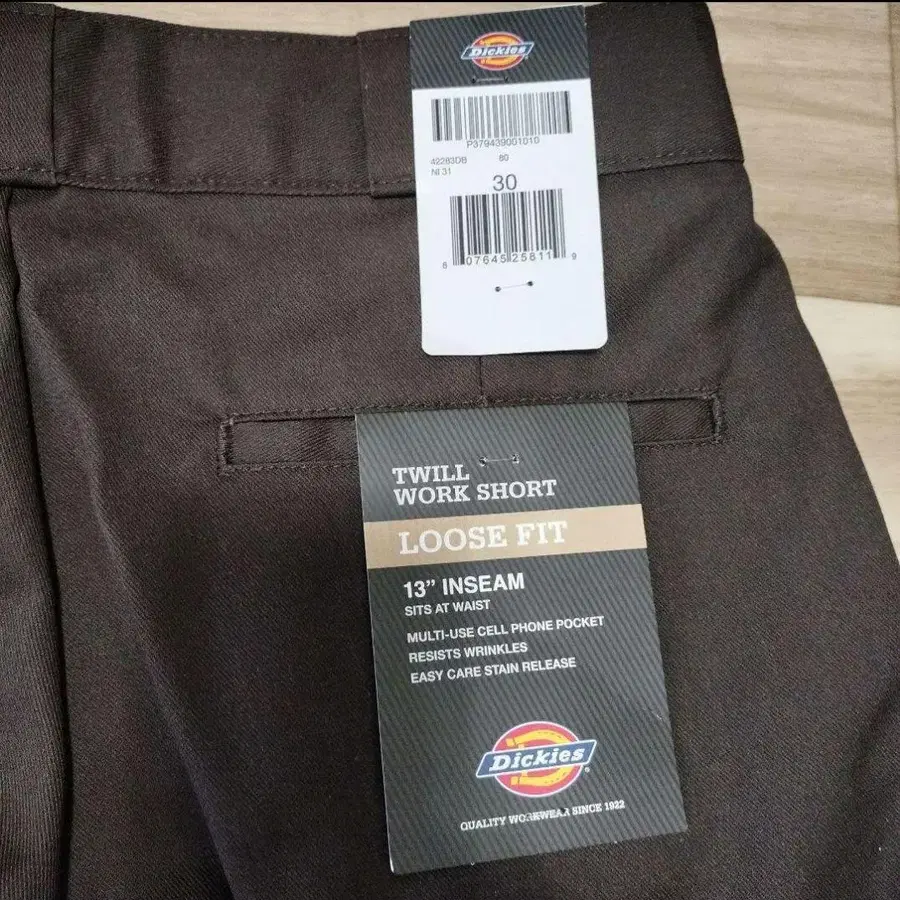 Dickies
P379439001010
42283DB 80
NI 31
30
6 07645 25811 9
TWILL
WORK SHORT
LOOSE FIT
13” INSEAM
SITS AT WAIST
MULTI-USE CELL PHONE POCKET
RESISTS WRINKLES
EASY CARE STAIN RELEASE
Dickies
QUALITY WORKWEAR SINCE 1922